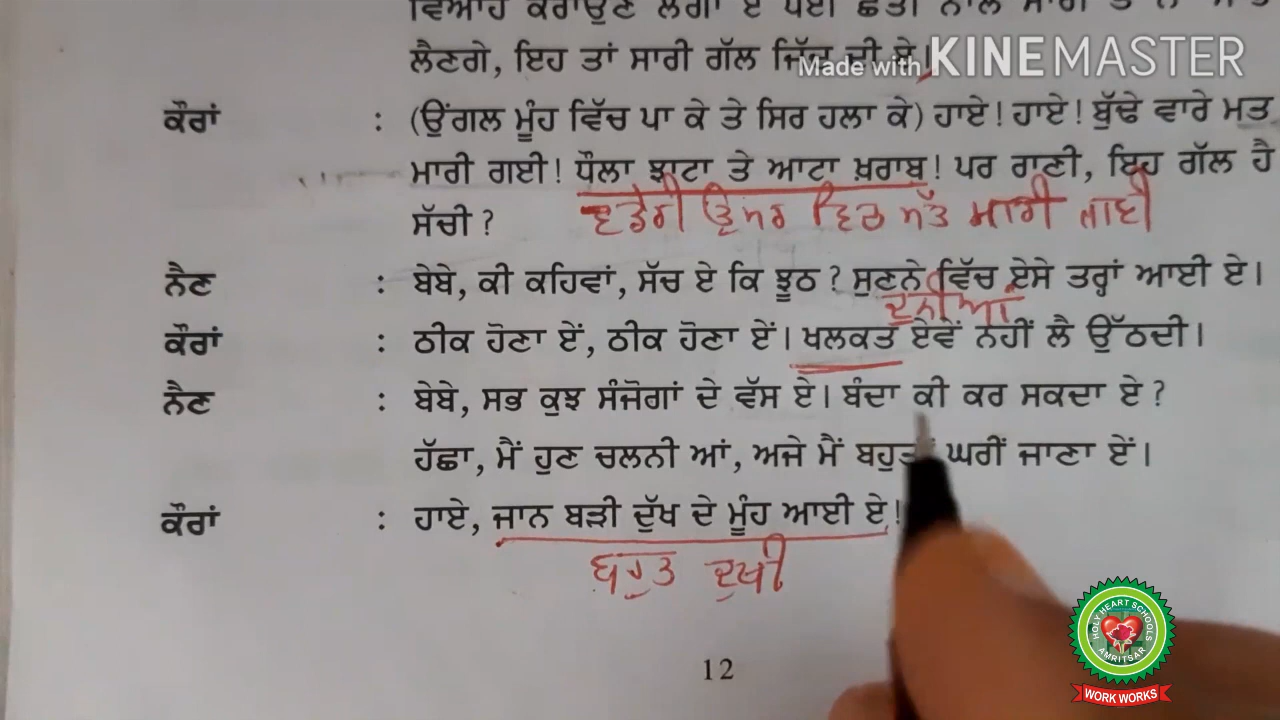 ਲੈਣਗੇ, ਇਹ ਤਾਂ ਸਾਰੀ ਗੱਲ ਜਿੱਦ ਦੀ ਏ।
Made with KINEMASTER
ਕੌਰਾਂ : (ਉਂਗਲ ਮੂੰਹ ਵਿੱਚ ਪਾ ਕੇ ਤੇ ਸਿਰ ਹਲਾ ਕੇ) ਹਾਏ! ਹਾਏ! ਬੁੱਢੇ ਵਾਰੇ ਮਤ
ਮਾਰੀ ਗਈ! ਧੌਲਾ ਝਾਟਾ ਤੇ ਆਟਾ ਖ਼ਰਾਬ! ਪਰ ਰਾਣੀ, ਇਹ ਗੱਲ ਹੈ
ਸੱਚੀ?
ਵਡੇਰੀ ਉਮਰ ਵਿਚ ਮੱਤ ਮਾਰੀ ਜਾਣੀ
ਨੈਣ : ਬੇਬੇ, ਕੀ ਕਹਿਵਾਂ, ਸੱਚ ਏ ਕਿ ਝੂਠ? ਸੁਣਨੇ ਵਿੱਚ ਏਸੇ ਤਰ੍ਹਾਂ ਆਈ ਏ।
ਦੁਨੀਆਂ
ਕੌਰਾਂ : ਠੀਕ ਹੋਣਾ ਏਂ, ਠੀਕ ਹੋਣਾ ਏਂ। ਖਲਕਤ ਏਵੇਂ ਨਹੀਂ ਲੈ ਉੱਠਦੀ।
ਨੈਣ : ਬੇਬੇ, ਸਭ ਕੁਝ ਸੰਜੋਗਾਂ ਦੇ ਵੱਸ ਏ। ਬੰਦਾ ਕੀ ਕਰ ਸਕਦਾ ਏ?
ਹੱਛਾ, ਮੈਂ ਹੁਣ ਚਲਨੀ ਆਂ, ਅਜੇ ਮੈਂ ਬਹੁਤੀਂ ਘਰੀਂ ਜਾਣਾ ਏਂ।
ਕੌਰਾਂ : ਹਾਏ, ਜਾਨ ਬੜੀ ਦੁੱਖ ਦੇ ਮੂੰਹ ਆਈ ਏ!
ਬਹੁਤ ਦੁਖੀ
12
HOLY HEART SCHOOLS
AMRITSAR
WORK WORKS